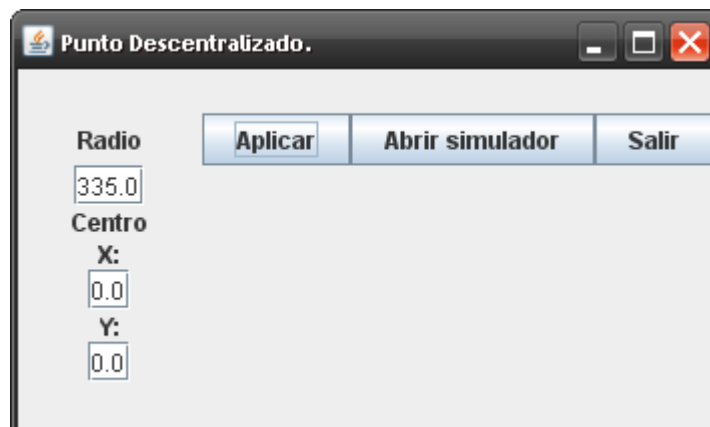 Punto Descentralizado.
Radio
Aplicar Abrir simulador Salir
335.0
Centro
X:
0.0
Y:
0.0